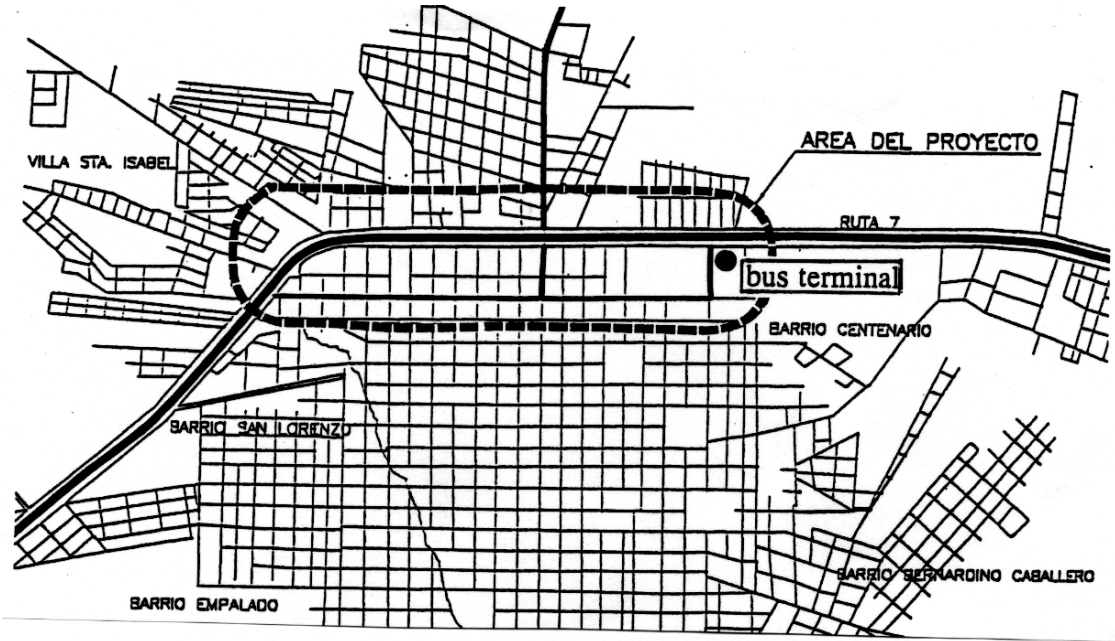 AREA DEL PROYECTO
VILLA STA. ISABEL
RUTA 7
bus terminal
BARRIO CENTENARIO
BARRIO SAN LORENZO
BARRIO BERNARDINO CABALLERO
BARRIO EMPALADO